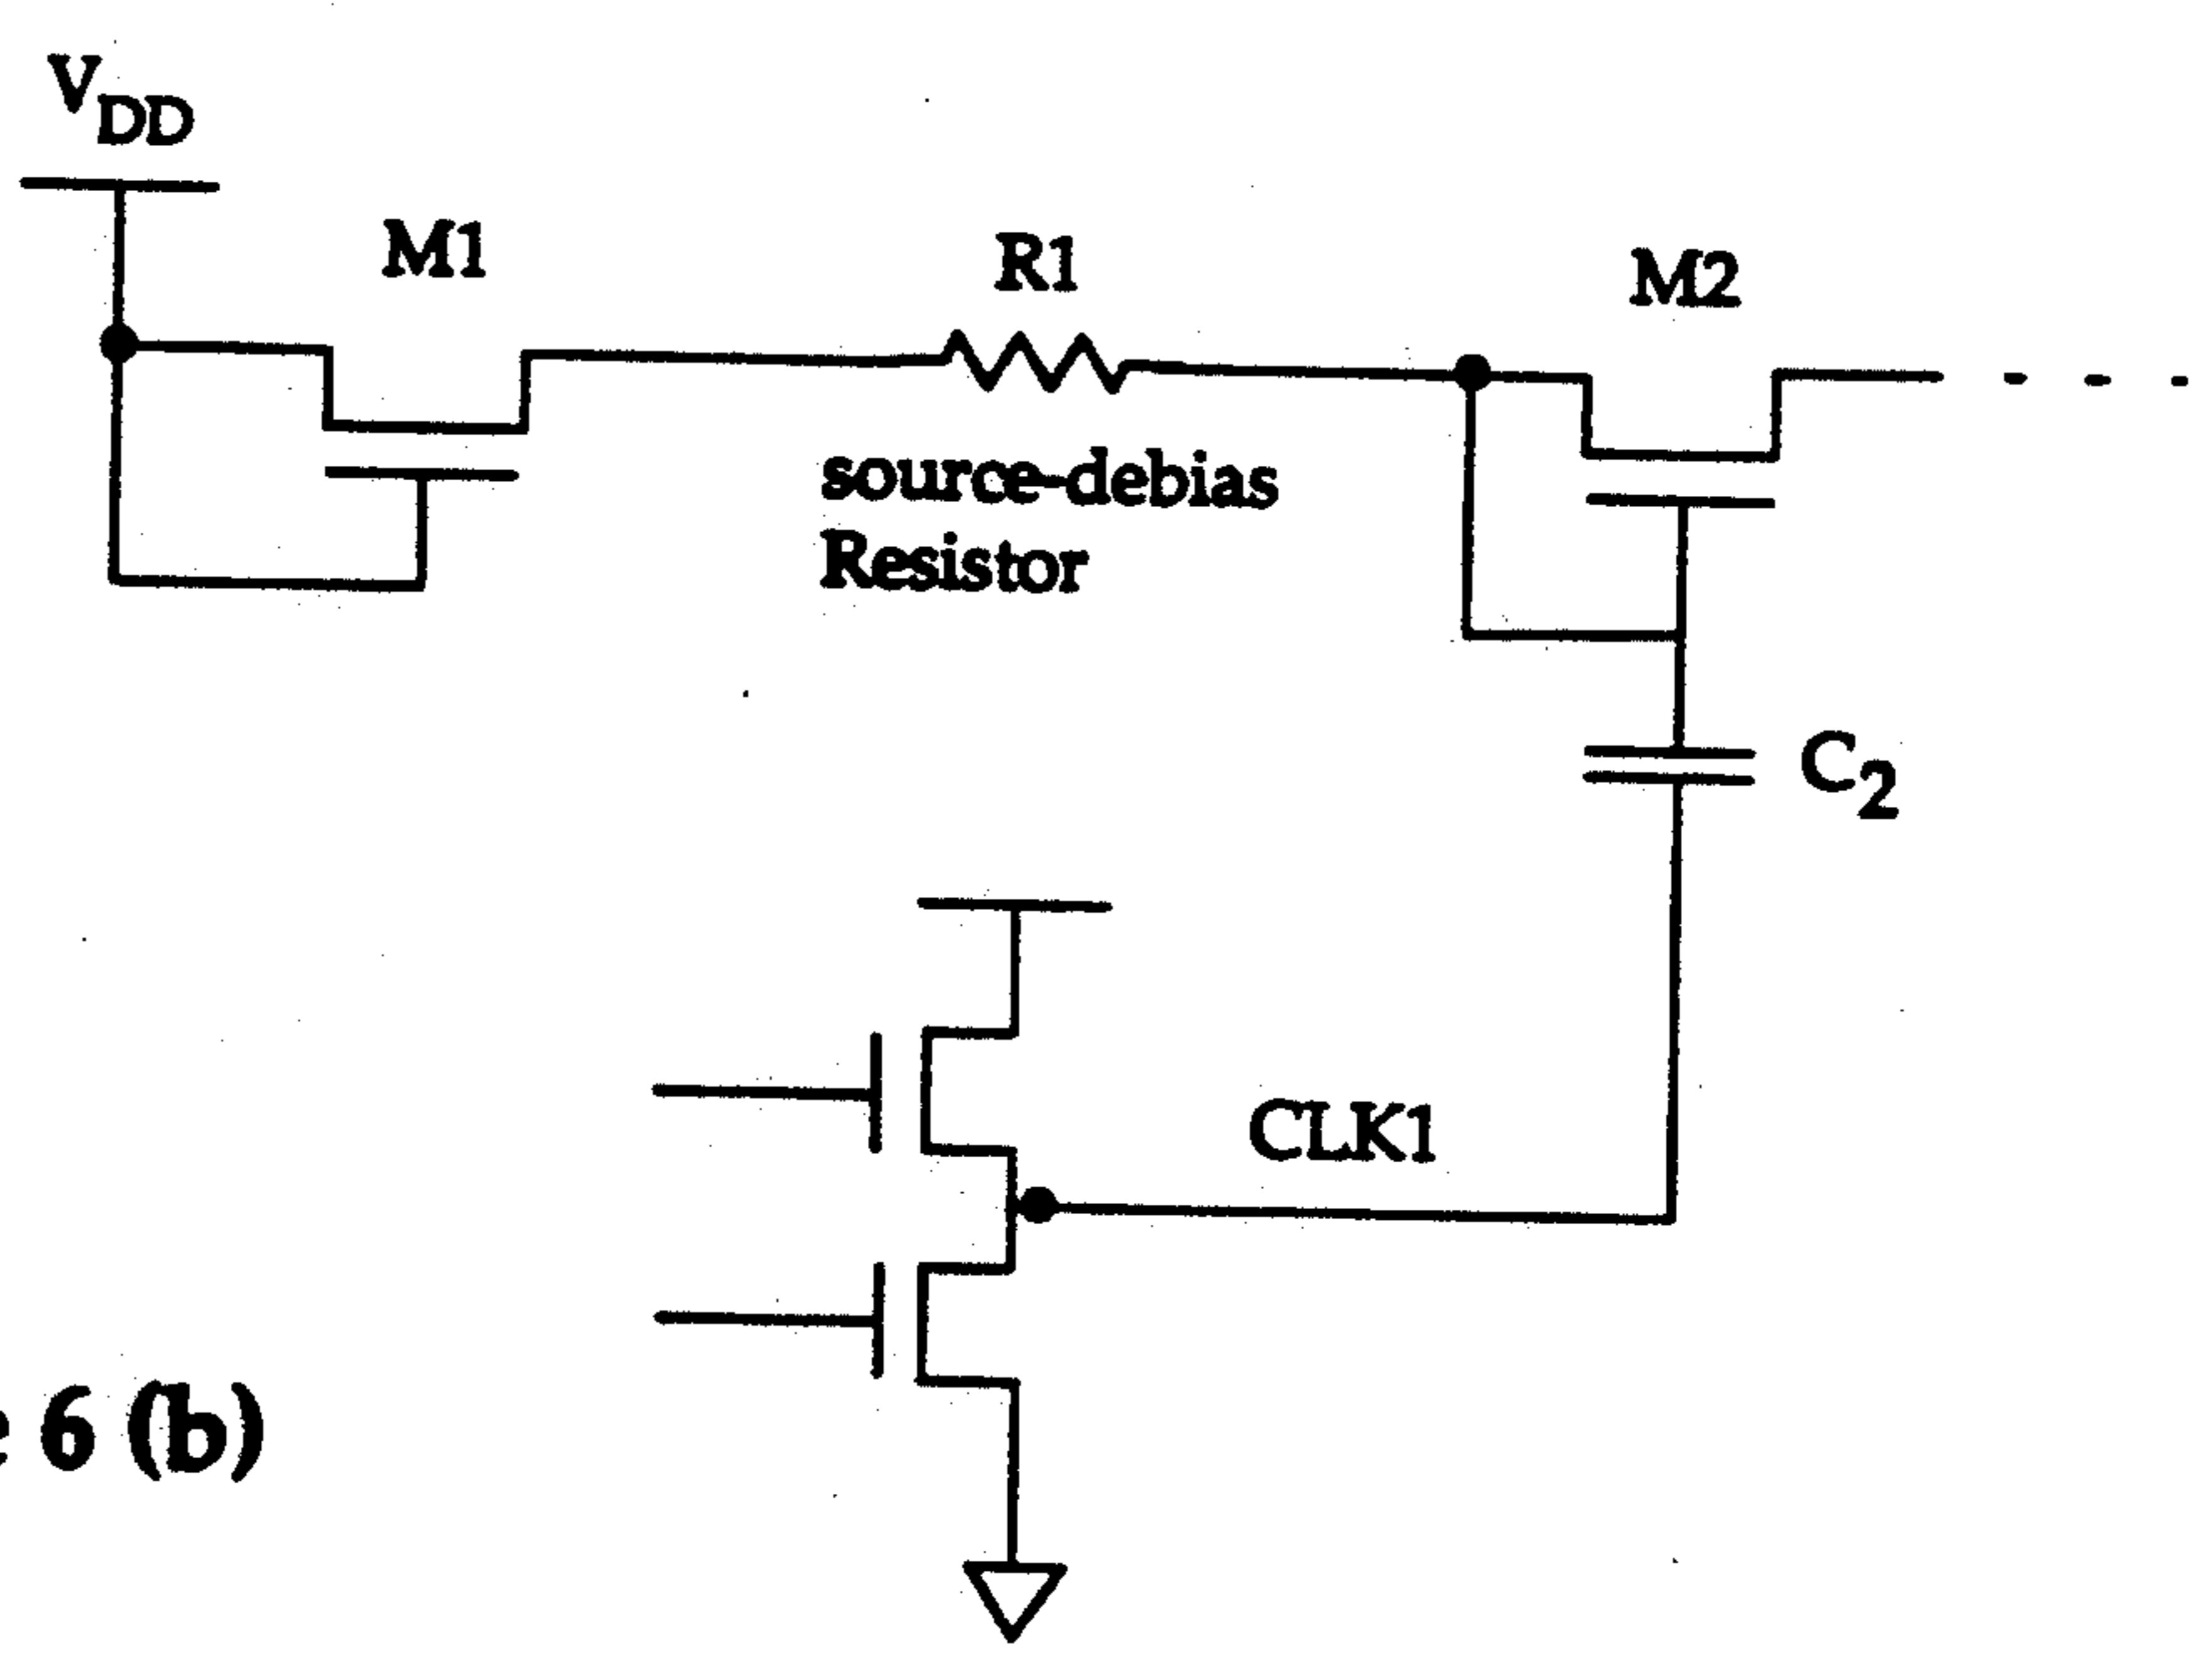 VDD
M1
R1
M2
source-debias
Resistor
C2
CLK1
6 (b)